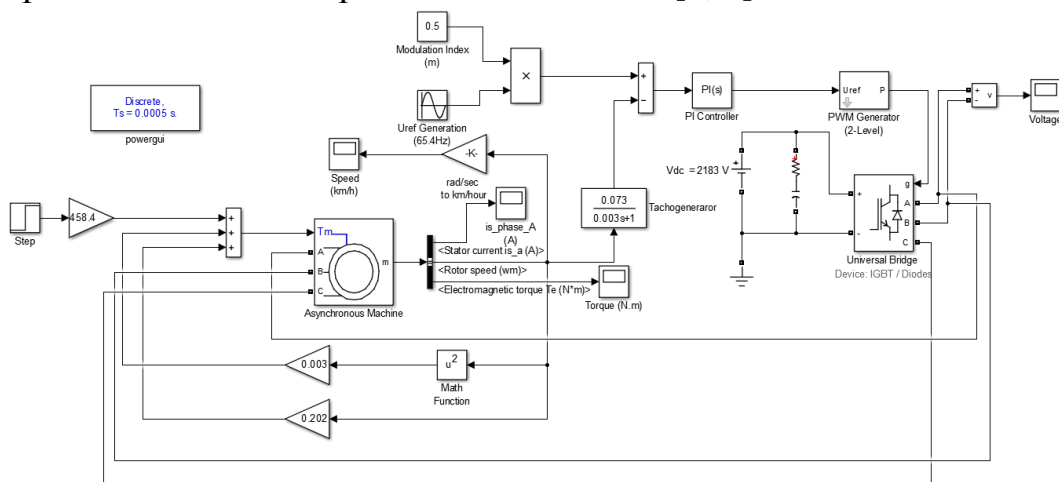 0.5
Modulation Index
(m)
×
Uref Generation
(65.4Hz)
+
−
PI(s)
PI Controller
Uref
P
PWM Generator
(2-Level)
+
-
v
Voltage
Discrete,
Ts = 0.0005 s.
powergui
Speed
(km/h)
-K-
rad/sec
to km/hour
is_phase_A
(A)
0.073
0.003s+1
Tachogeneraror
Vdc = 2183 V
+
+
-
g
A
B
C
Universal Bridge
Device: IGBT / Diodes
Step
458.4
+
+
+
Tm
A
B
C
m
Asynchronous Machine
<Stator current is_a (A)>
<Rotor speed (wm)>
<Electromagnetic torque Te (N*m)>
Torque (N.m)
0.003
u²
Math
Function
0.202